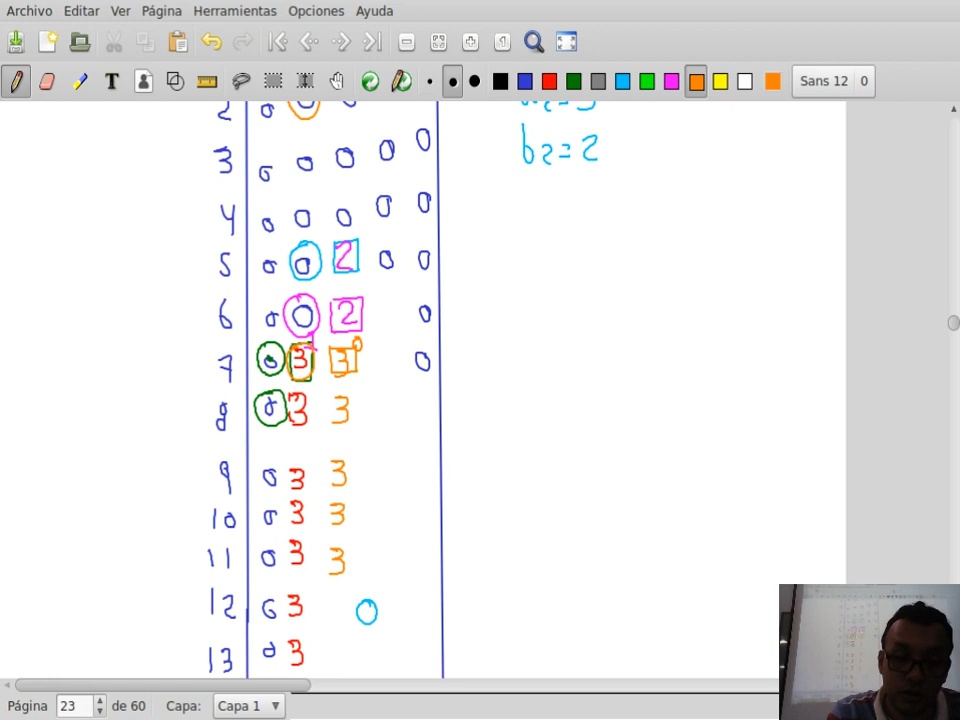 Archivo Editar Ver Página Herramientas Opciones Ayuda
T Sans 12 0
2 0 0
b2=2
3 0 0 0 0 0
4 0 0 0 0 0
5 0 0 2 0 0
6 0 0 2 0
7 0 3 3 0 0
8 0 3 3
9 0 3 3
10 0 3 3
11 0 3 3
12 0 3 0
13 0 3
Página 23 de 60 Capa: Capa 1